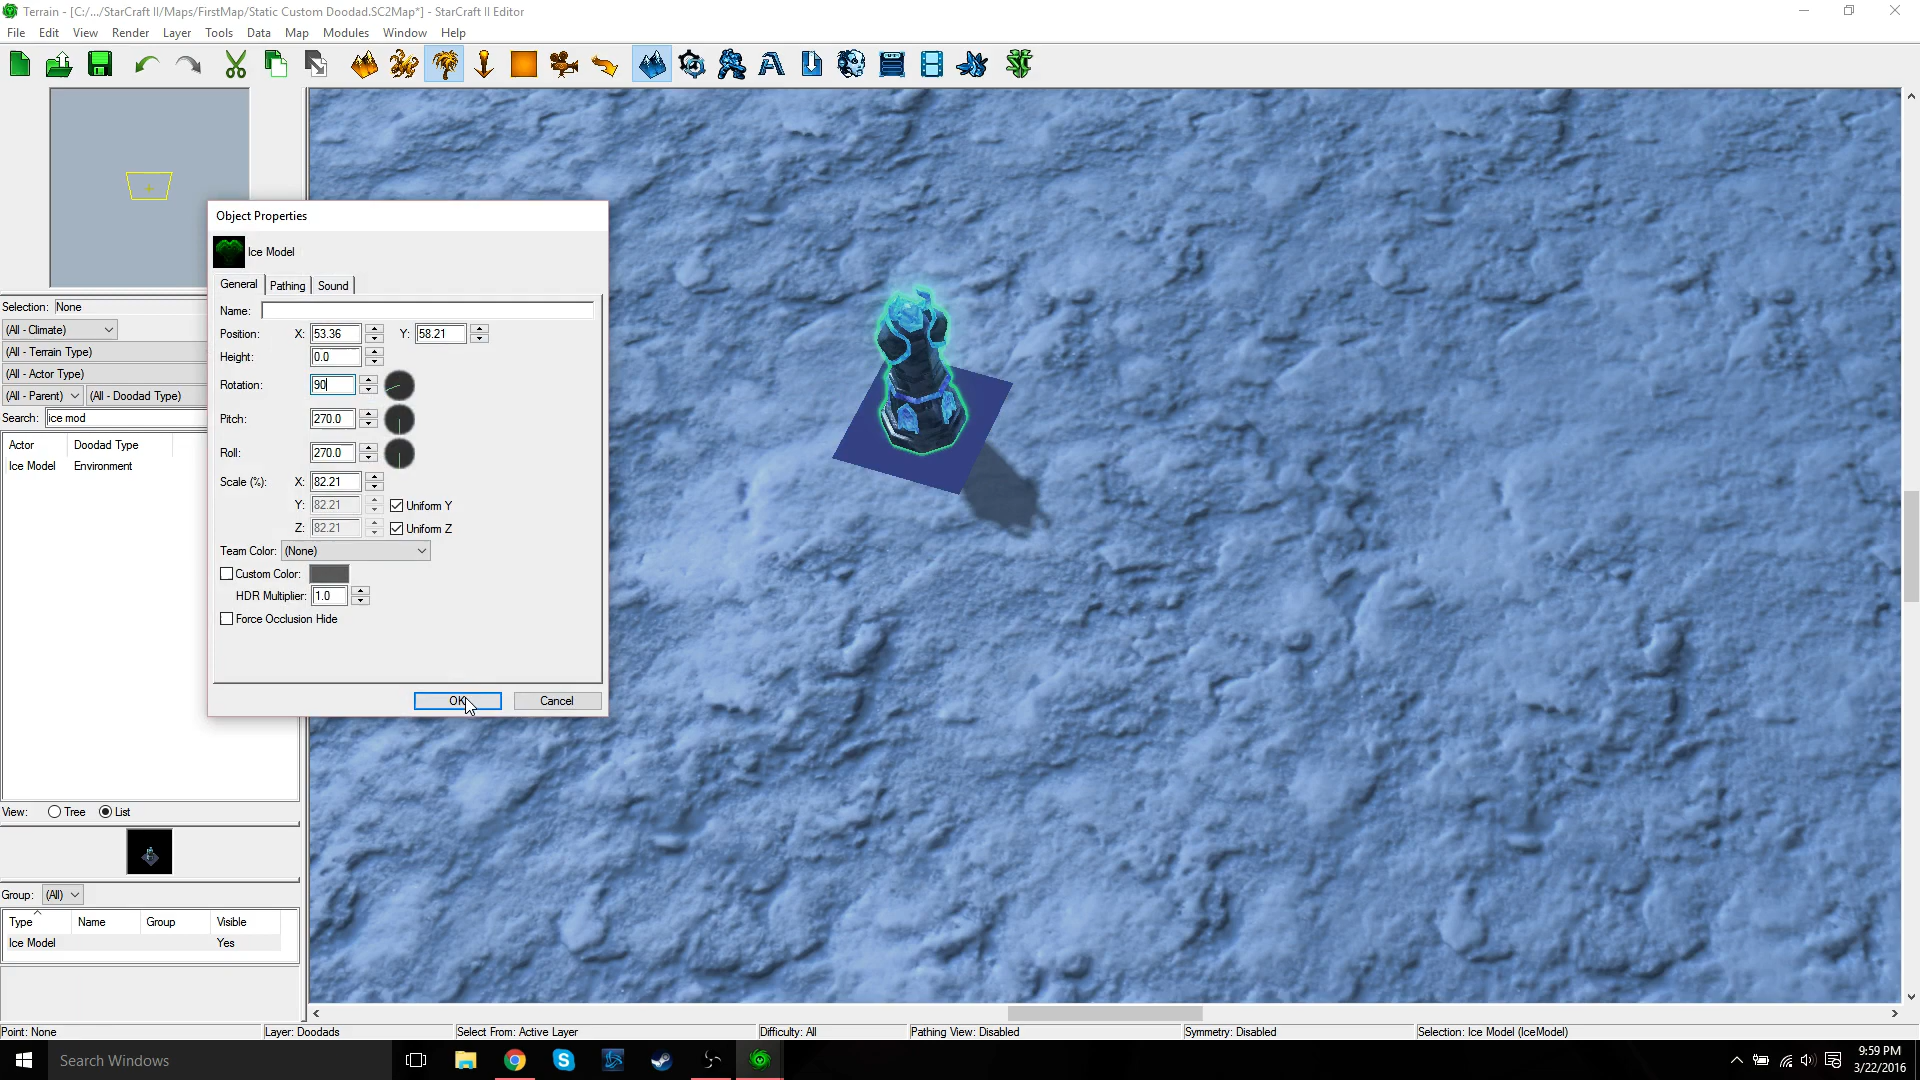 Terrain - [C:/.../StarCraft II/Maps/FirstMap/Static Custom Doodad.SC2Map*] - StarCraft II Editor
File Edit View Render Layer Tools Data Map Modules Window Help
Object Properties
Ice Model
General Pathing Sound
Name:
Position: X: 53.36 Y: 58.21
Height: 0.0
Rotation: 90
Pitch: 270.0
Roll: 270.0
Scale (%): X: 82.21
Y: 82.21 Uniform Y
Z: 82.21 Uniform Z
Team Color: (None)
Custom Color:
HDR Multiplier: 1.0
Force Occlusion Hide
OK Cancel
Selection: None
(All - Climate)
(All - Terrain Type)
(All - Actor Type)
(All - Parent) (All - Doodad Type)
Search: ice mod
Actor Doodad Type
Ice Model Environment
View: Tree List
Group: (All)
Type Name Group Visible
Ice Model Yes
Point: None Layer: Doodads Select From: Active Layer Difficulty: All Pathing View: Disabled Symmetry: Disabled Selection: Ice Model (IceModel)
Search Windows
9:59 PM
3/22/2016